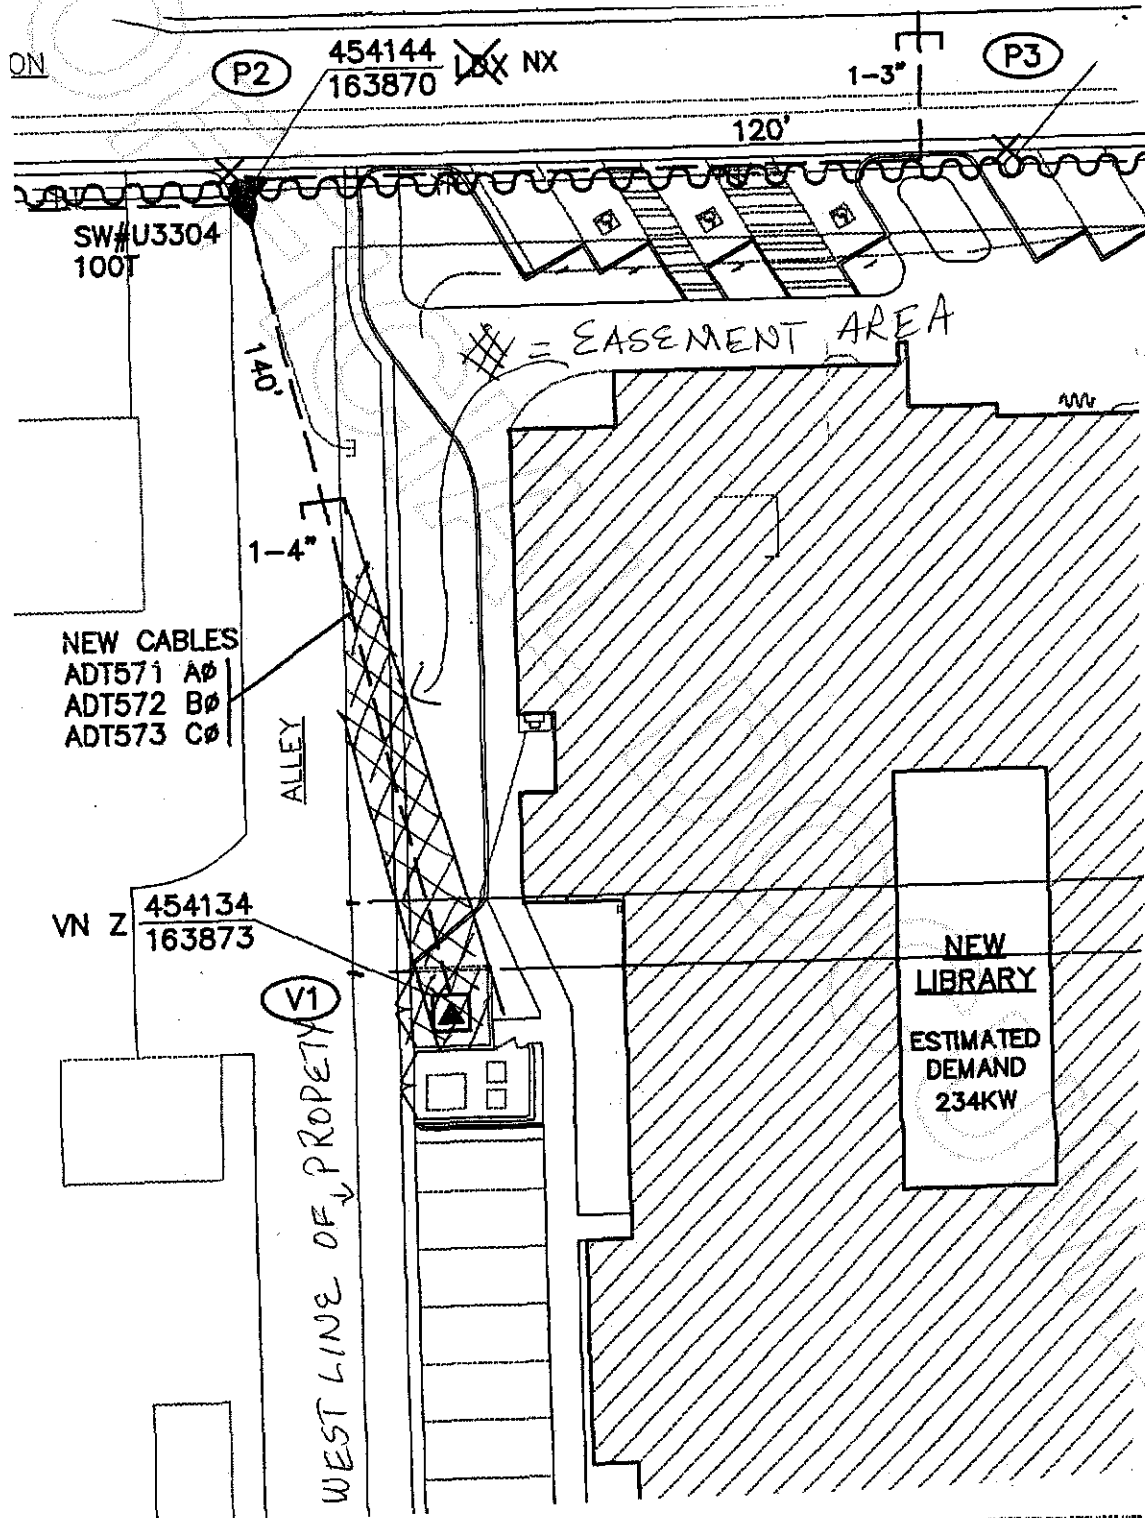 ON
P2
454144 LDX NX
163870
P3
1-3"
120'
SW#U3304
100T
= EASEMENT AREA
140'
1-4"
NEW CABLES
ADT571 AØ
ADT572 BØ
ADT573 CØ
ALLEY
VN Z 454134
163873
V1
NEW
LIBRARY
ESTIMATED
DEMAND
234KW
WEST LINE OF PROPETY